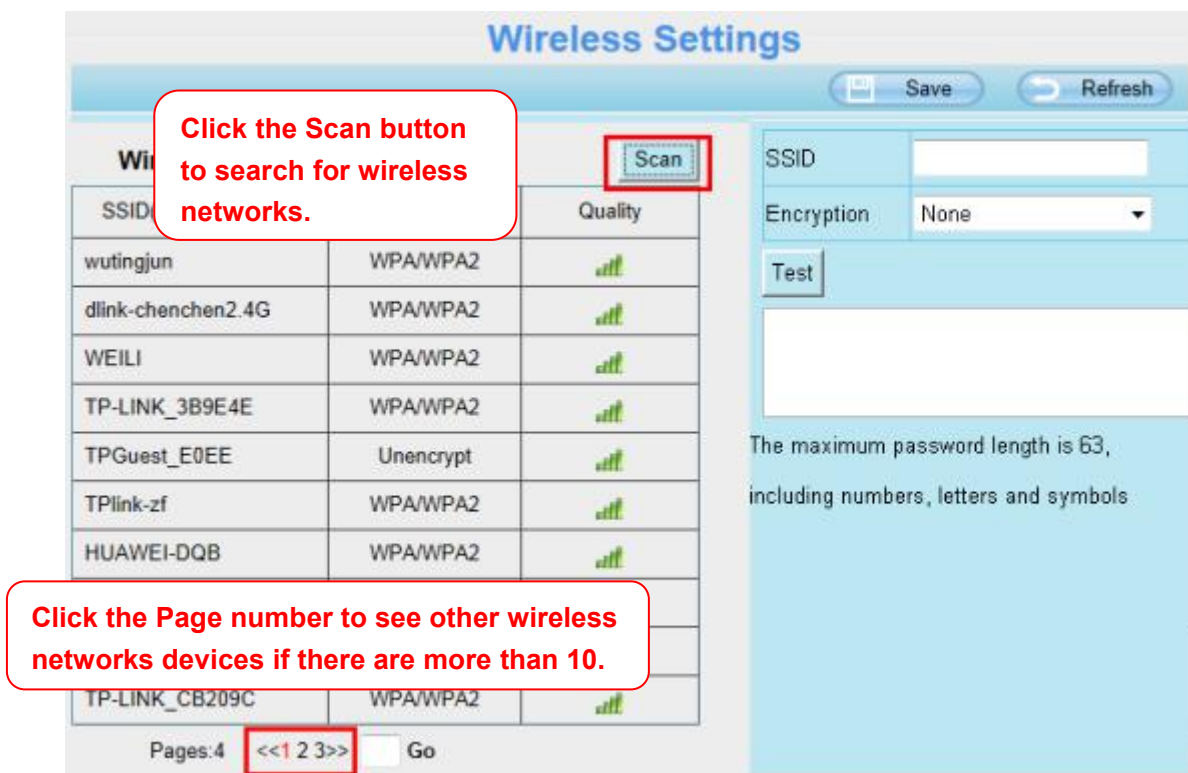 Wireless Settings
Save Refresh
Click the Scan button
to search for wireless
networks.
Scan
SSID
Quality
Encryption None
wutingjun WPA/WPA2
Test
dlink-chenchen2.4G WPA/WPA2
WEILI WPA/WPA2
TP-LINK_3B9E4E WPA/WPA2
TPGuest_E0EE Unencrypt
The maximum password length is 63,
TPlink-zf WPA/WPA2
including numbers, letters and symbols
HUAWEI-DQB WPA/WPA2
Click the Page number to see other wireless
networks devices if there are more than 10.
TP-LINK_CB209C WPA/WPA2
Pages:4 <<1 2 3>> Go